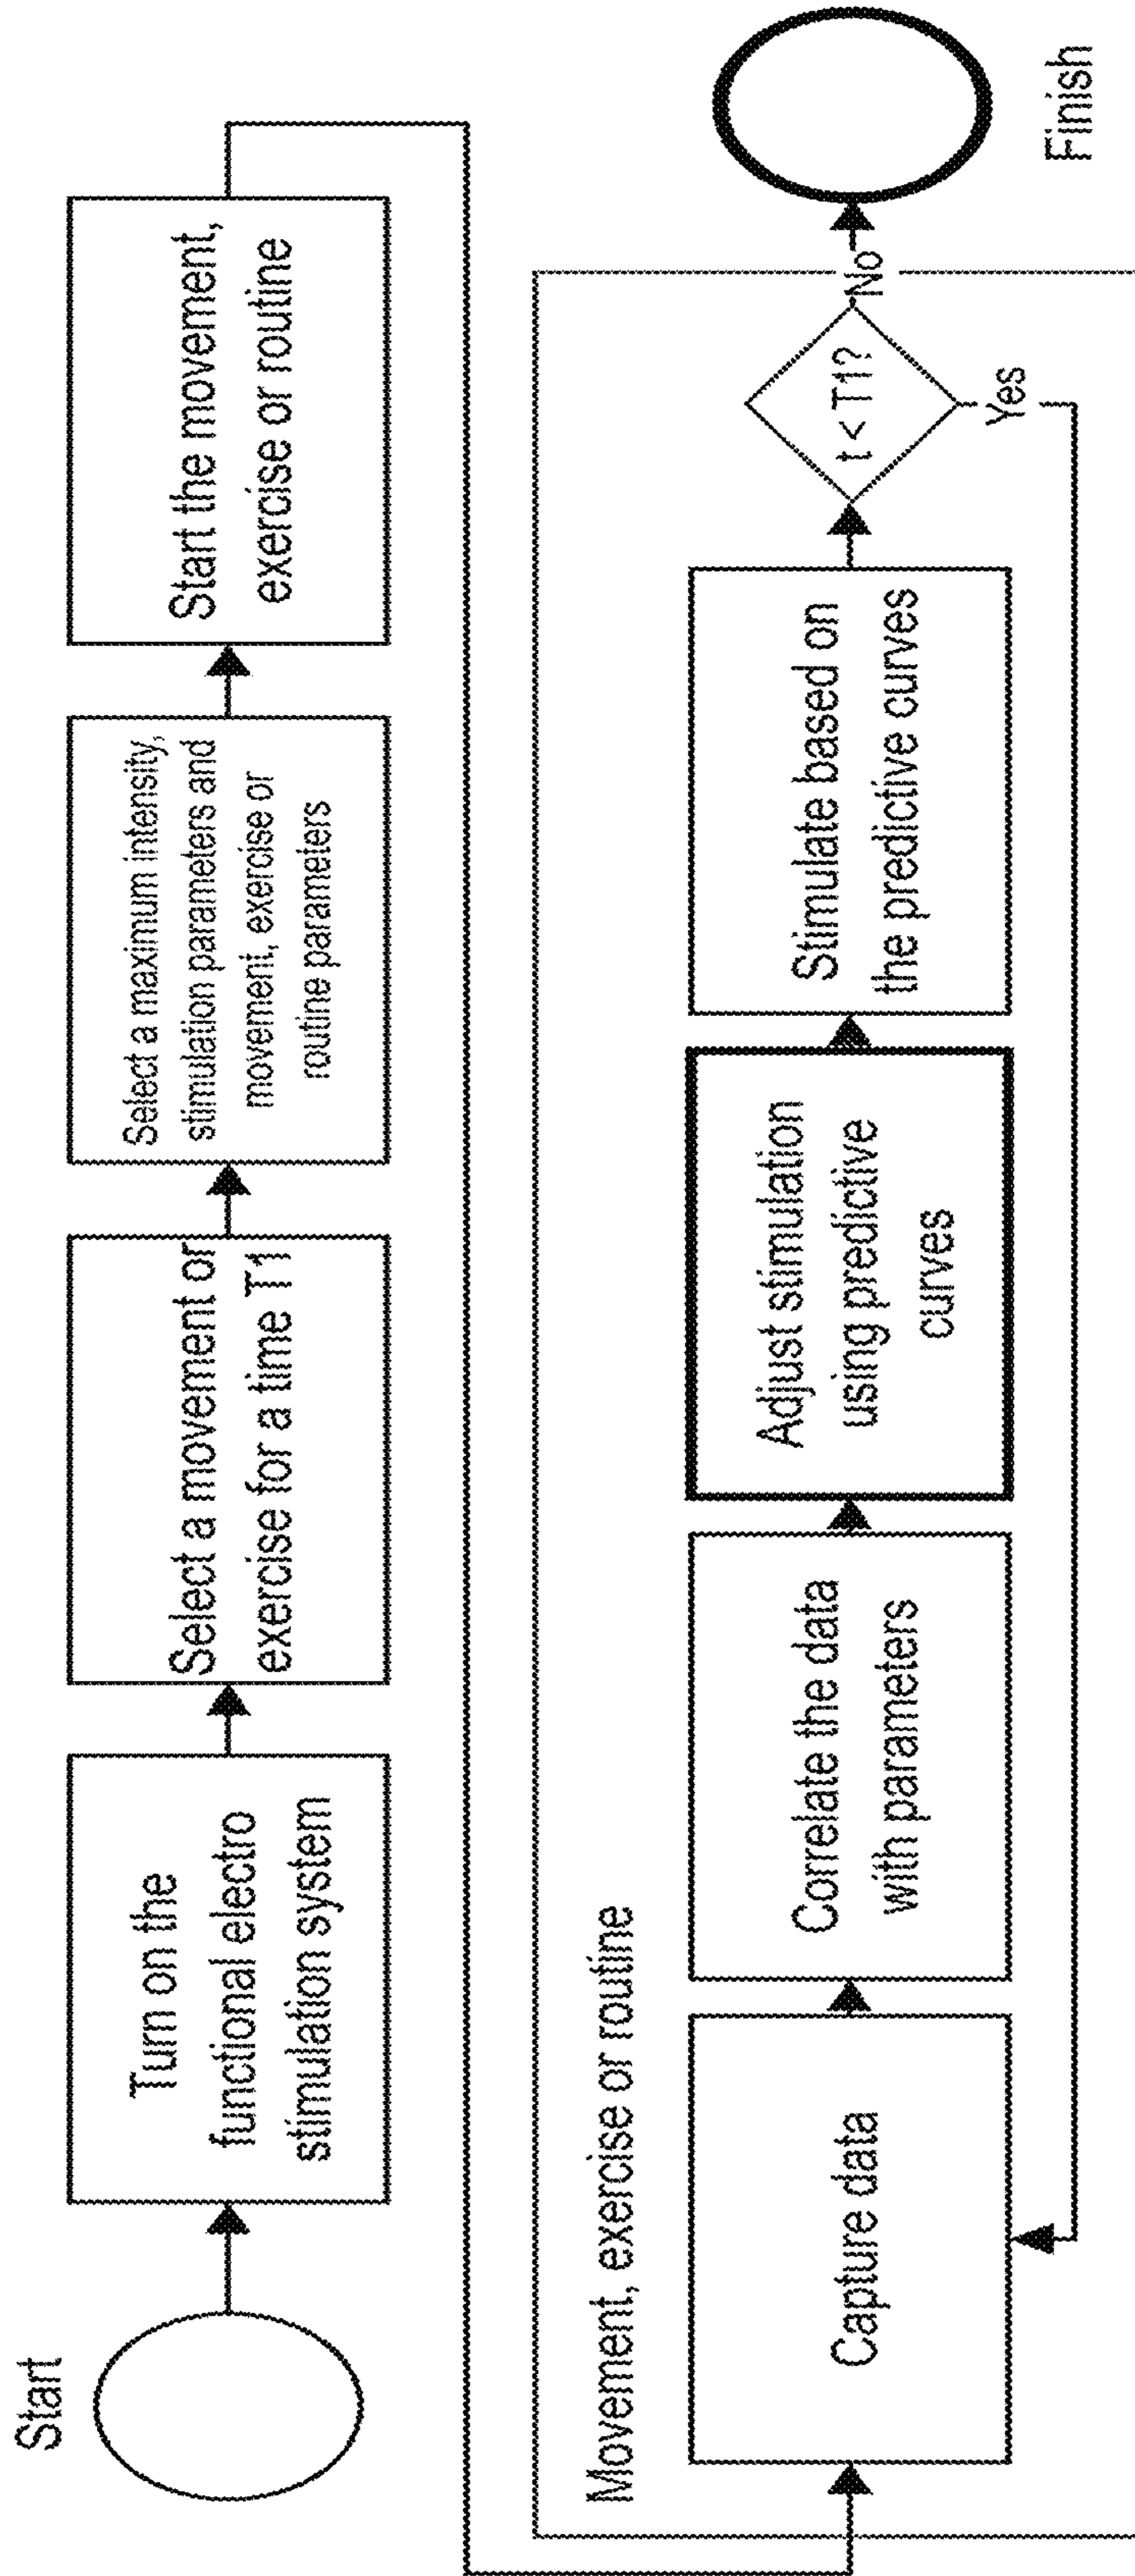 Start
Turn on the
functional electro
stimulation system
Select a movement or
exercise for a time T1
Select a maximum intensity,
stimulation parameters and
movement, exercise or
routine parameters
Start the movement,
exercise or routine
Movement, exercise or routine
Capture data
Correlate the data
with parameters
Adjust stimulation
using predictive
curves
Stimulate based on
the predictive curves
t < T1?
Yes
No
Finish